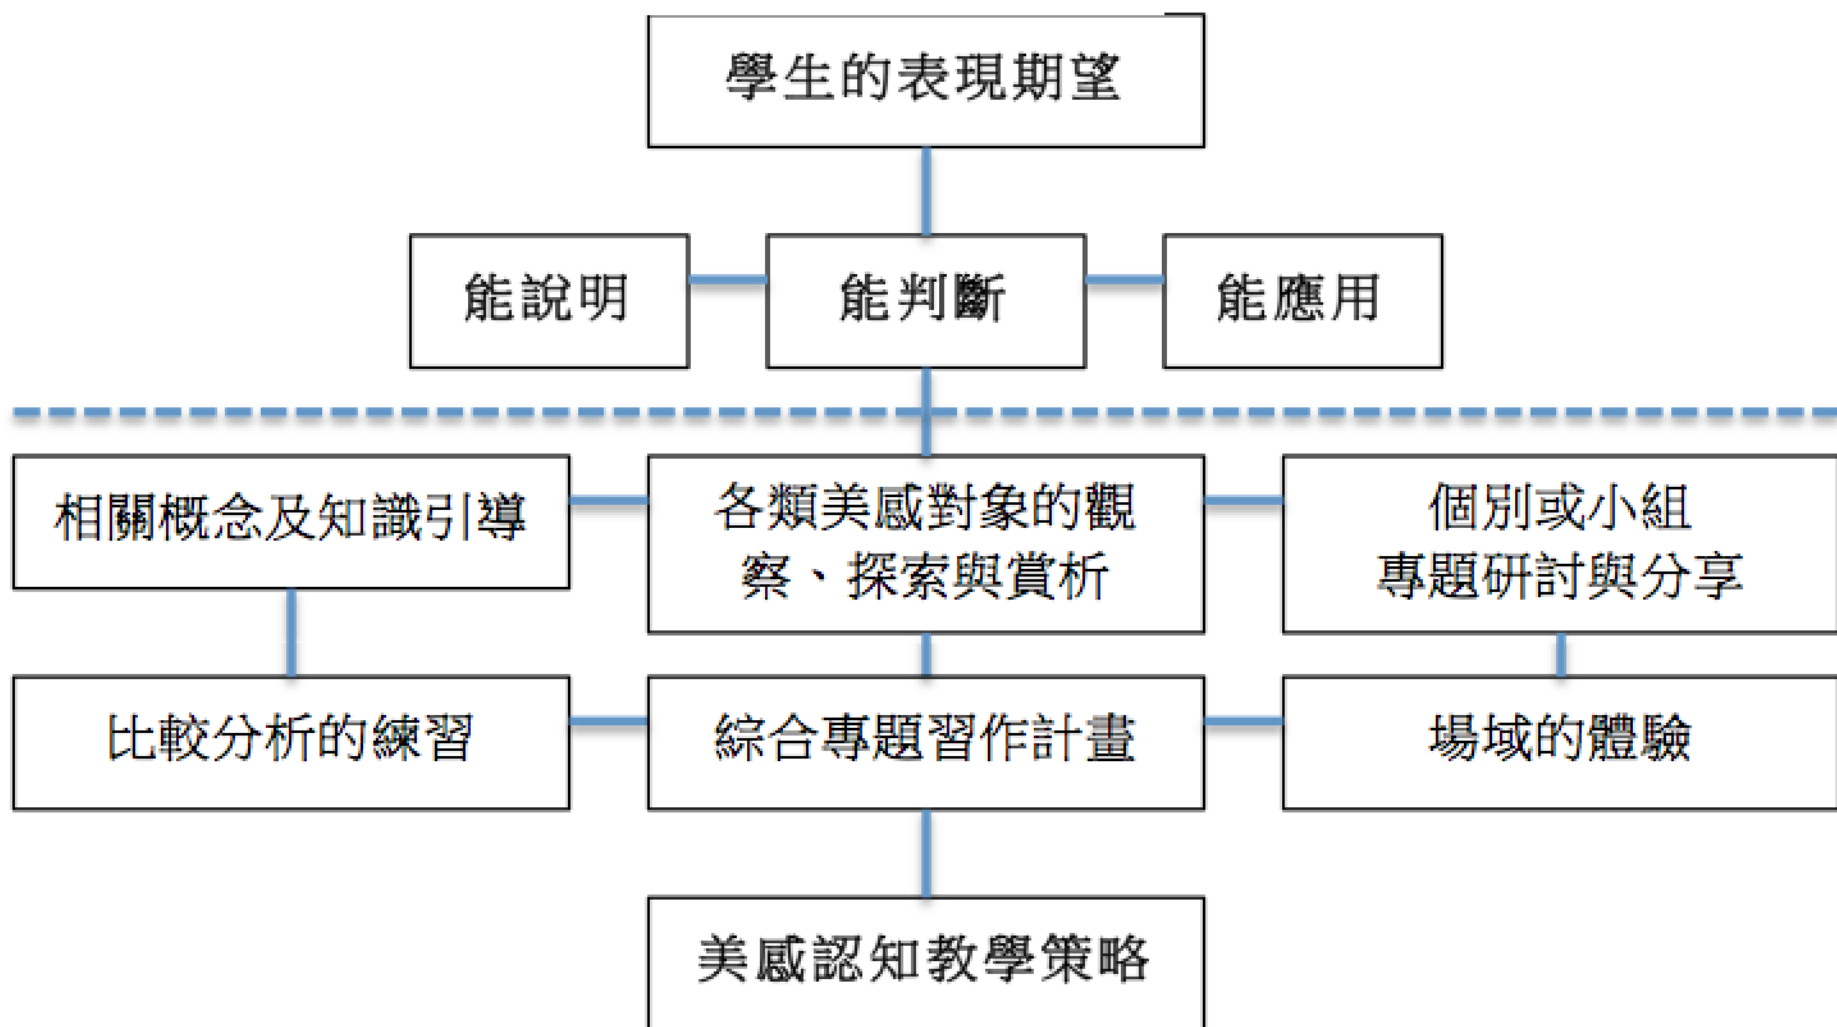 學生的表現期望
能說明
能判斷
能應用
相關概念及知識引導
各類美感對象的觀
察、探索與賞析
個別或小組
專題研討與分享
比較分析的練習
綜合專題習作計畫
場域的體驗
美感認知教學策略